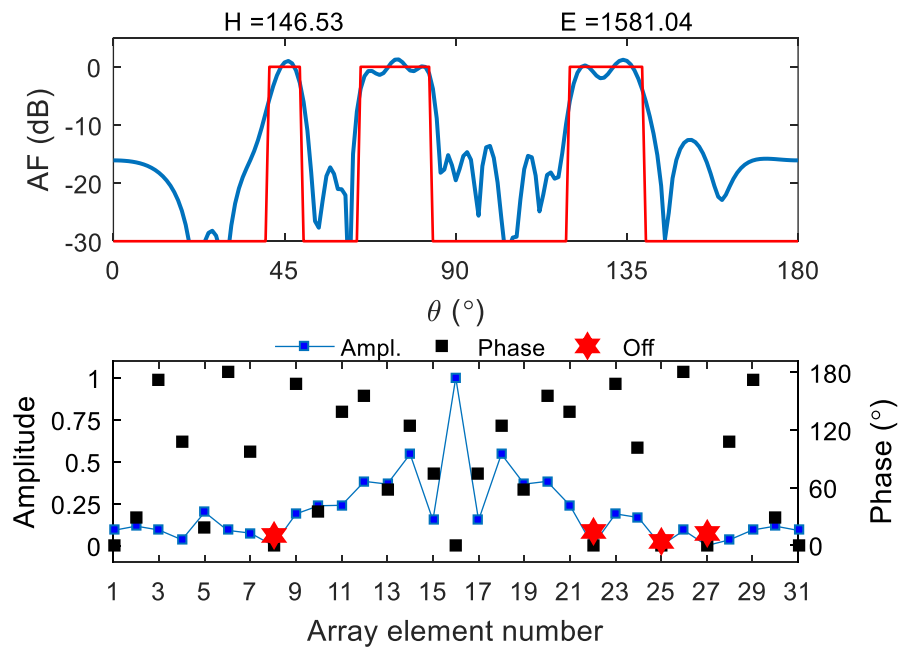 H =146.53 E =1581.04
0
-10
-20
-30
AF (dB)
0 45 90 135 180
θ (°)
Ampl. Phase Off
1
0.75
0.5
0.25
0
Amplitude
180
120
60
0
Phase (°)
1 3 5 7 9 11 13 15 17 19 21 23 25 27 29 31
Array element number